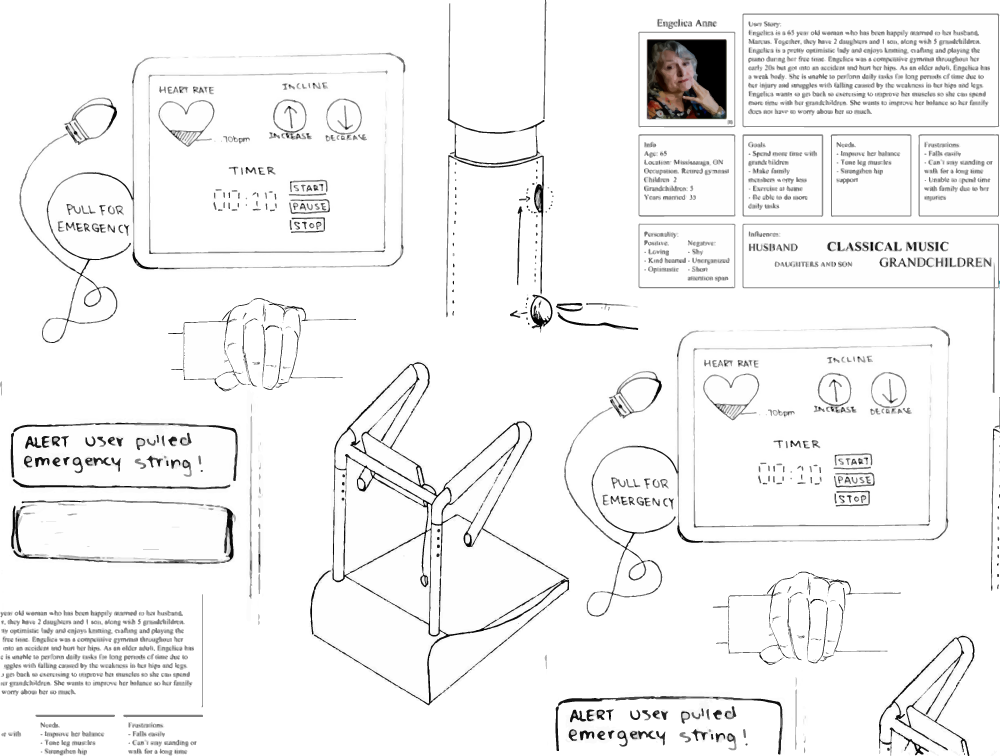 HEART RATE
INCLINE
70bpm
INCREASE
DECREASE
TIMER
00:10
START
PAUSE
STOP
PULL FOR
EMERGENCY
Engelica Anne
User Story:
Engelica is a 65 year old woman who has been happily married to her husband,
Marcus. Together, they have 2 daughters and 1 son, along wish 5 grandchildren.
Engelica is a pretty optimistic lady and enjoys knitting, crafting and playing the
piano during her free time. Engelica was a competitive gymnast throughout her
early 20s but got into an accident and hurt her hips. As an older adult, Engelica has
a weak body. She is unable to perform daily tasks for long periods of time due to
her injury and struggles with falling caused by the weakness in her hips and legs.
Engelica wants to get back so exercising to improve her muscles so she can spend
more time with her grandchildren. She wants to improve her balance so her family
does not have to worry about her so much.
Info
Age: 65
Location: Mississauga, ON
Occupation: Retired gymnast
Children: 2
Grandchildren: 5
Years married: 35
Goals
- Spend more time with
grandchildren
- Make family
members worry less
- Exercise at home
- Be able to do more
daily tasks
Needs.
- Improve her balance
- Tone leg muscles
- Strengthen hip
support
Frustrations.
- Falls easily
- Can't stay standing or
walk for a long time
- Unable to spend time
with family due to her
injuries
Personality:
Positive.
- Loving
- Kind hearted
- Optimistic
Negative:
- Shy
- Unorganized
- Short
attention span
Influences:
HUSBAND
CLASSICAL MUSIC
DAUGHTERS AND SON
GRANDCHILDREN
HEART RATE
INCLINE
70bpm
INCREASE
DECREASE
TIMER
00:10
START
PAUSE
STOP
PULL FOR
EMERGENCY
ALERT user pulled
emergency string!
year old woman who has been happily married to her husband,
they have 2 daughters and 1 son, along wish 5 grandchildren.
optimistic lady and enjoys knitting, crafting and playing the
free time. Engelica was a competitive gymnast throughout her
into an accident and hurt her hips. As an older adult, Engelica has
is unable to perform daily tasks for long periods of time due to
with falling caused by the weakness in her hips and legs.
get back so exercising to improve her muscles so she can spend
grandchildren. She wants to improve her balance so her family
worry about her so much.
with
Needs.
- Improve her balance
- Tone leg muscles
- Strengthen hip
Frustrations
- Falls easily
- Can't stay standing or
walk for a long time
ALERT user pulled
emergency string!